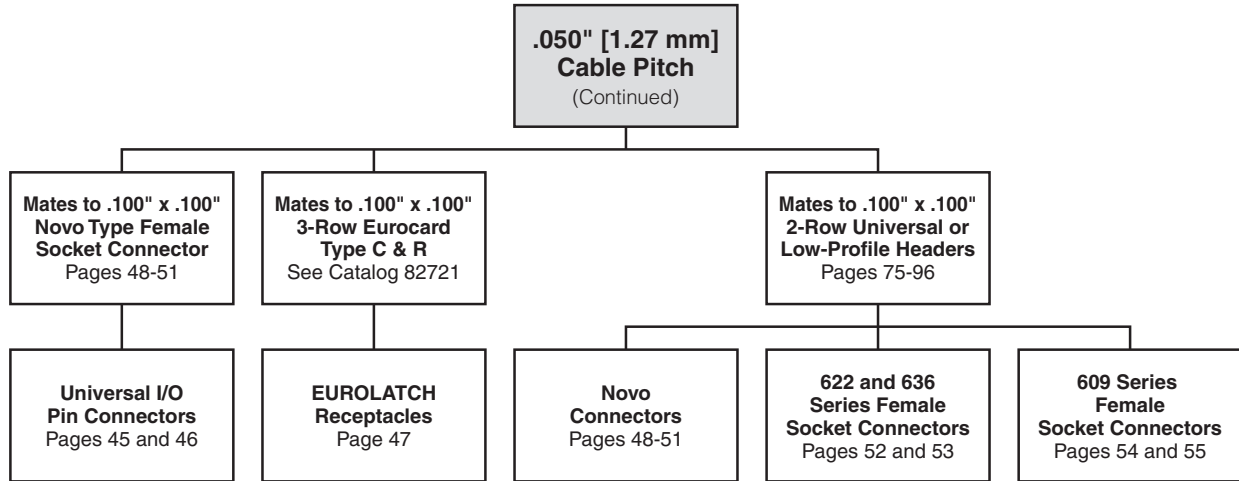 .050" [1.27 mm]
Cable Pitch
(Continued)
Mates to .100" x .100"
Novo Type Female
Socket Connector
Pages 48-51
Mates to .100" x .100"
3-Row Eurocard
Type C & R
See Catalog 82721
Mates to .100" x .100"
2-Row Universal or
Low-Profile Headers
Pages 75-96
Universal I/O
Pin Connectors
Pages 45 and 46
EUROLATCH
Receptacles
Page 47
Novo
Connectors
Pages 48-51
622 and 636
Series Female
Socket Connectors
Pages 52 and 53
609 Series
Female
Socket Connectors
Pages 54 and 55